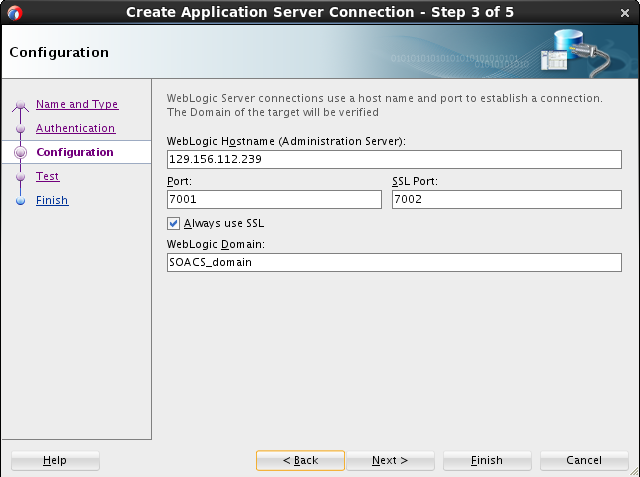 Create Application Server Connection - Step 3 of 5
Configuration
Name and Type
Authentication
Configuration
Test
Finish
WebLogic Server connections use a host name and port to establish a connection.
The Domain of the target will be verified
WebLogic Hostname (Administration Server):
129.156.112.239
Port: SSL Port:
7001 7002
Always use SSL
WebLogic Domain:
SOACS_domain
Help < Back Next > Finish Cancel